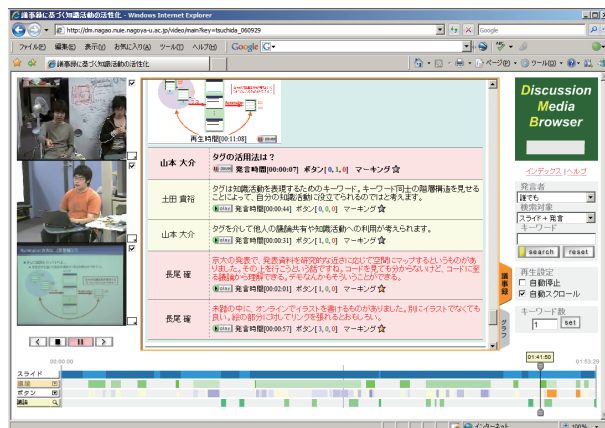 議事録に基づく知識活動の活性化 - Windows Internet Explorer
http://dm.nagao.nuie.nagoya-u.ac.jp/video/main?key=tsuchida_060929
Google
ファイル(F) 編集(E) 表示(V) お気に入り(A) ツール(T) ヘルプ(H) Google G
議事録に基づく知識活動の活性化
ページ(P) ツール(O)
再生時間[00:11:08]
山本 大介
タグの活用法は？
発言時間[00:00:07] ボタン[0,1,0] マーキング☆
土田 貴裕
タグは知識活動を表現するためのキーワード。キーワード同士の階層構造を見せる
ことによって、自分の知識活動に役立てられるのではと考えます。
play 発言時間[00:00:44] ボタン[0,0,0] マーキング☆
山本 大介
タグを介して他人の議論共有や知識活動への利用が考えられます。
play 発言時間[00:00:31] ボタン[1,0,0] マーキング☆
長尾 確
京大の発表で、発表資料を研究的な近さに応じて空間にマップするというものがあ
りました。その上を行こうという話ですね。コードを見ても分からないけど、コードに至
る議論から理解できる。デモなんかもそういうことができる。
play 発言時間[00:02:01] ボタン[1,0,0] マーキング☆
長尾 確
未踏の中に、オンラインでイラストを書けるものがありました。別にイラストでなくても
良い。絵の部分に対してリンクを張れるとおもしろい。
play 発言時間[00:00:57] ボタン[3,0,0] マーキング☆
議事録
グラフ
Discussion
Media
Browser
インデックス | ヘルプ
発言者
誰でも
検索対象
スライド + 発言
キーワード
search reset
再生設定
自動停止
自動スクロール
キーワード数
1 set
00:00:00
01:41:50
01:53:29
スライド
ボタン
議論
インターネット
100%